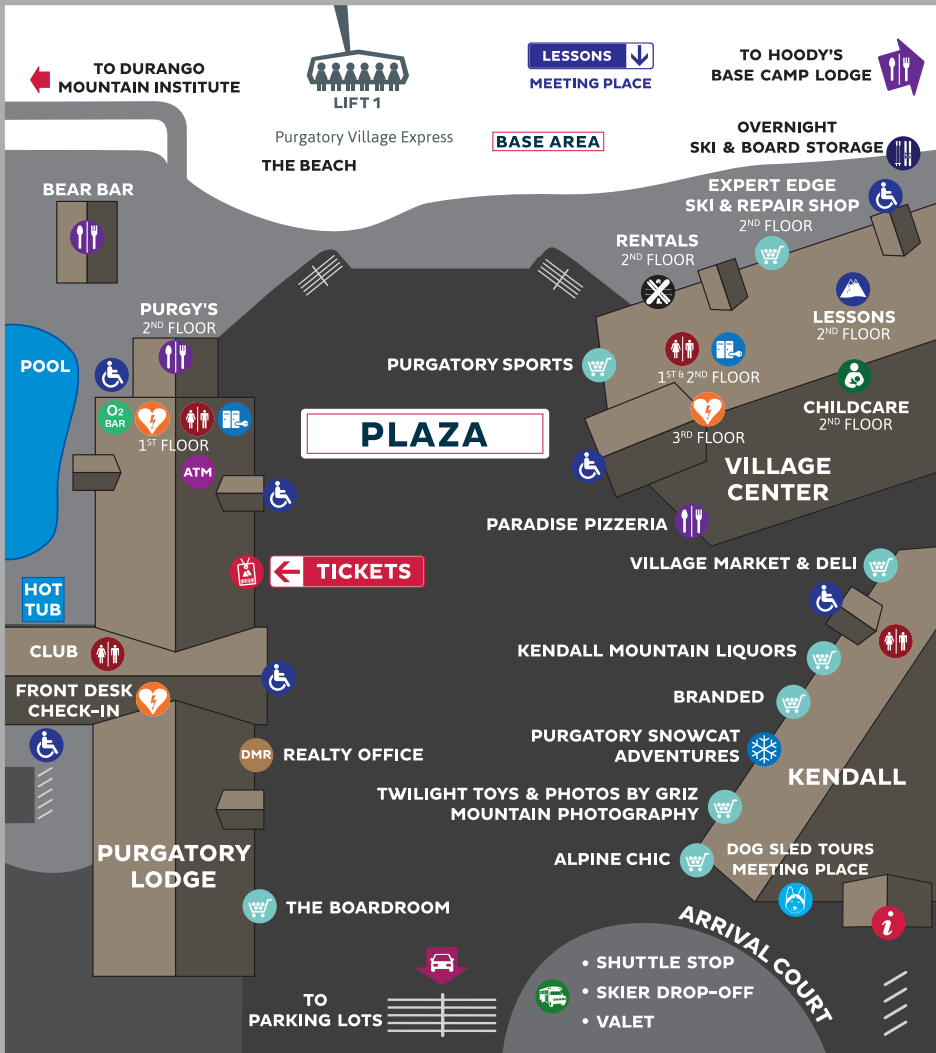 TO DURANGO
MOUNTAIN INSTITUTE
LIFT 1
Purgatory Village Express
THE BEACH
LESSONS
MEETING PLACE
BASE AREA
TO HOODY'S
BASE CAMP LODGE
OVERNIGHT
SKI & BOARD STORAGE
BEAR BAR
EXPERT EDGE
SKI & REPAIR SHOP
2ND FLOOR
RENTALS
2ND FLOOR
LESSONS
2ND FLOOR
PURGY'S
2ND FLOOR
POOL
PURGATORY SPORTS
1ST & 2ND FLOOR
CHILDCARE
2ND FLOOR
O2
BAR
1ST FLOOR
ATM
PLAZA
3RD FLOOR
VILLAGE
CENTER
PARADISE PIZZERIA
TICKETS
VILLAGE MARKET & DELI
HOT
TUB
CLUB
KENDALL MOUNTAIN LIQUORS
FRONT DESK
CHECK-IN
BRANDED
DMR
REALTY OFFICE
PURGATORY SNOWCAT
ADVENTURES
KENDALL
TWILIGHT TOYS & PHOTOS BY GRIZ
MOUNTAIN PHOTOGRAPHY
PURGATORY
LODGE
ALPINE CHIC
DOG SLED TOURS
MEETING PLACE
THE BOARDROOM
i
ARRIVAL COURT
TO
PARKING LOTS
• SHUTTLE STOP
• SKIER DROP-OFF
• VALET